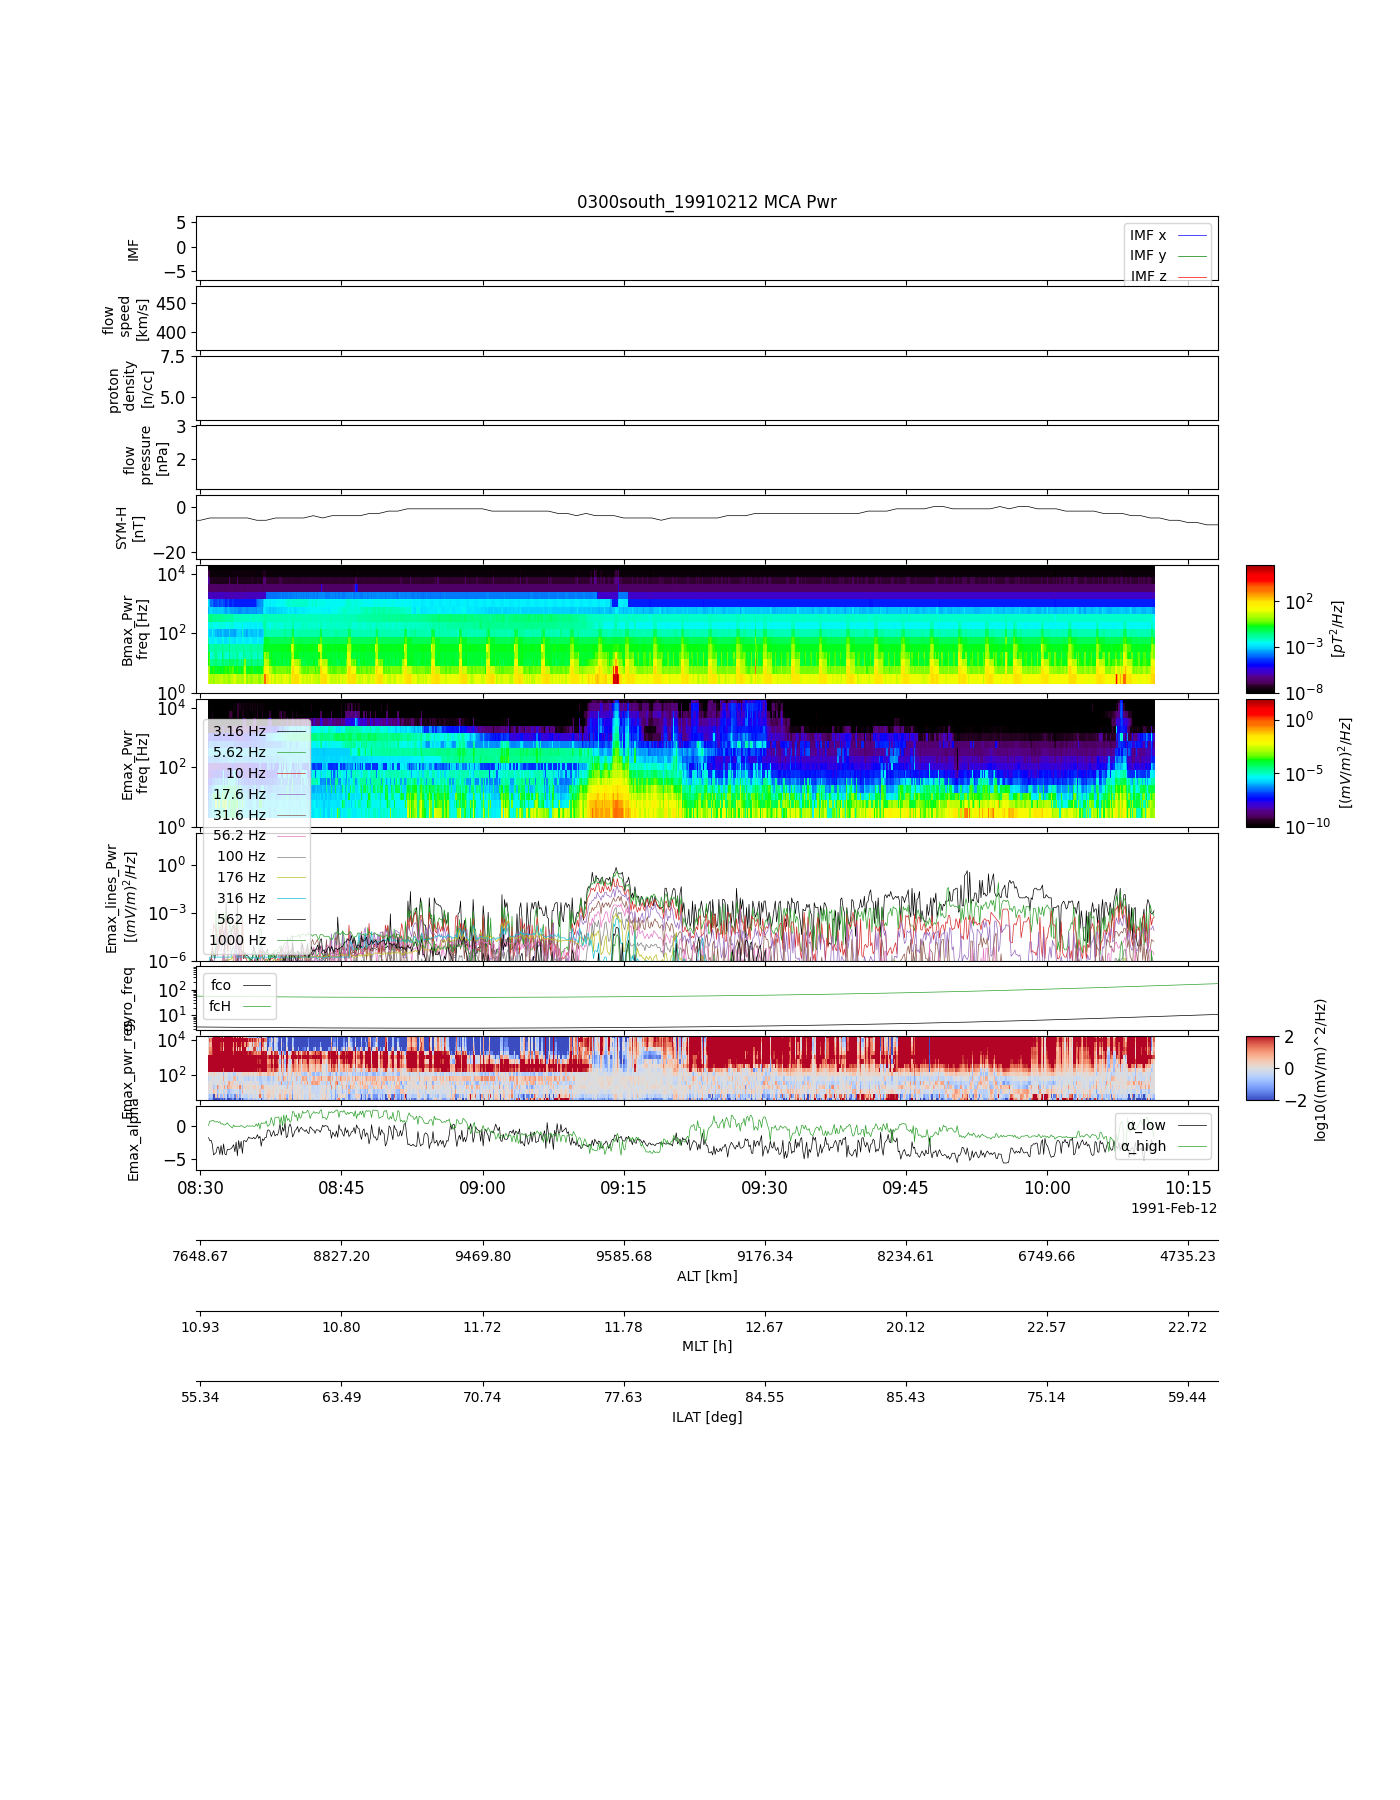 0300south_19910212 MCA Pwr
IMF
5
0
−5
IMF x
IMF y
IMF z
flow
speed
[km/s]
450
400
proton
density
[n/cc]
7.5
5.0
flow
pressure
[nPa]
3
2
SYM-H
[nT]
0
−20
Bmax_Pwr
freq [Hz]
10^4
10^2
10^0
10^2
10^−3
10^−8
[pT^2/Hz]
Emax_Pwr
freq [Hz]
10^4
10^2
10^0
10^0
10^−5
10^−10
[(mV/m)^2/Hz]
3.16 Hz
5.62 Hz
10 Hz
17.6 Hz
31.6 Hz
56.2 Hz
100 Hz
176 Hz
316 Hz
562 Hz
1000 Hz
Emax_lines_Pwr
[(mV/m)^2/Hz]
10^0
10^−3
10^−6
gyro_freq
10^2
10^1
fco
fcH
Emax_pwr_reg
10^4
10^2
2
0
−2
log10((mV/m)^2/Hz)
Emax_alpha
0
−5
α_low
α_high
08:30 08:45 09:00 09:15 09:30 09:45 10:00 10:15
1991-Feb-12
7648.67 8827.20 9469.80 9585.68 9176.34 8234.61 6749.66 4735.23
ALT [km]
10.93 10.80 11.72 11.78 12.67 20.12 22.57 22.72
MLT [h]
55.34 63.49 70.74 77.63 84.55 85.43 75.14 59.44
ILAT [deg]